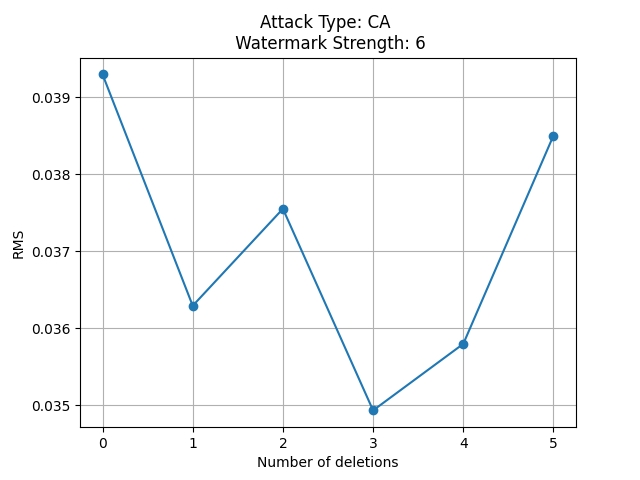 Attack Type: CA
Watermark Strength: 6
0.039
0.038
0.037
0.036
0.035
RMS
0 1 2 3 4 5
Number of deletions